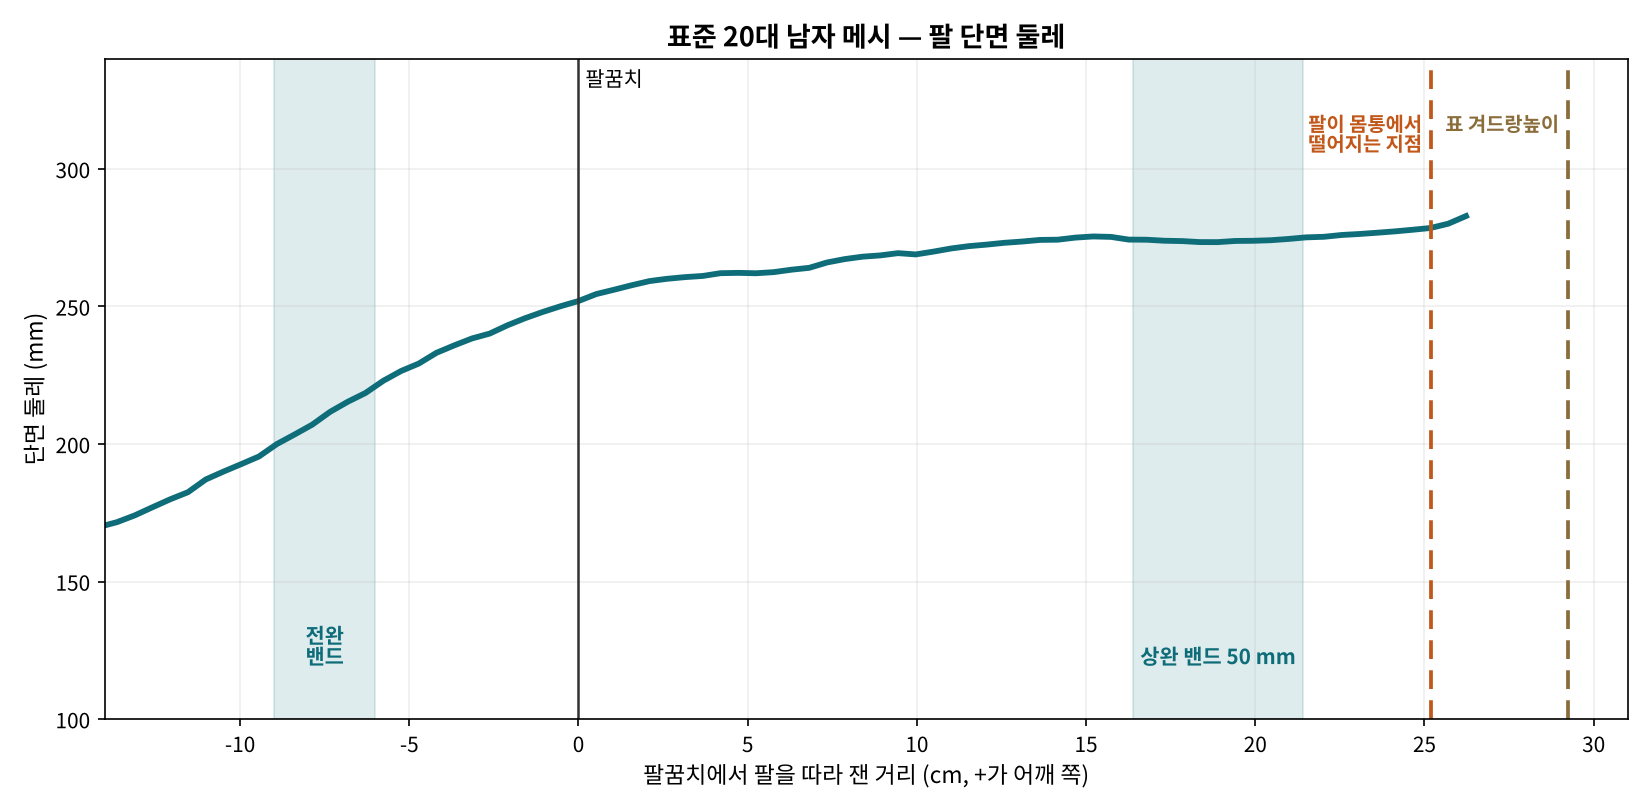 표준 20대 남자 메시 — 팔 단면 둘레
팔꿈치
팔이 몸통에서
떨어지는 지점
표 겨드랑높이
300
250
200
150
100
단면 둘레 (mm)
전완
밴드
상완 밴드 50 mm
-10
-5
0
5
10
15
20
25
30
팔꿈치에서 팔을 따라 잰 거리 (cm, +가 어깨 쪽)